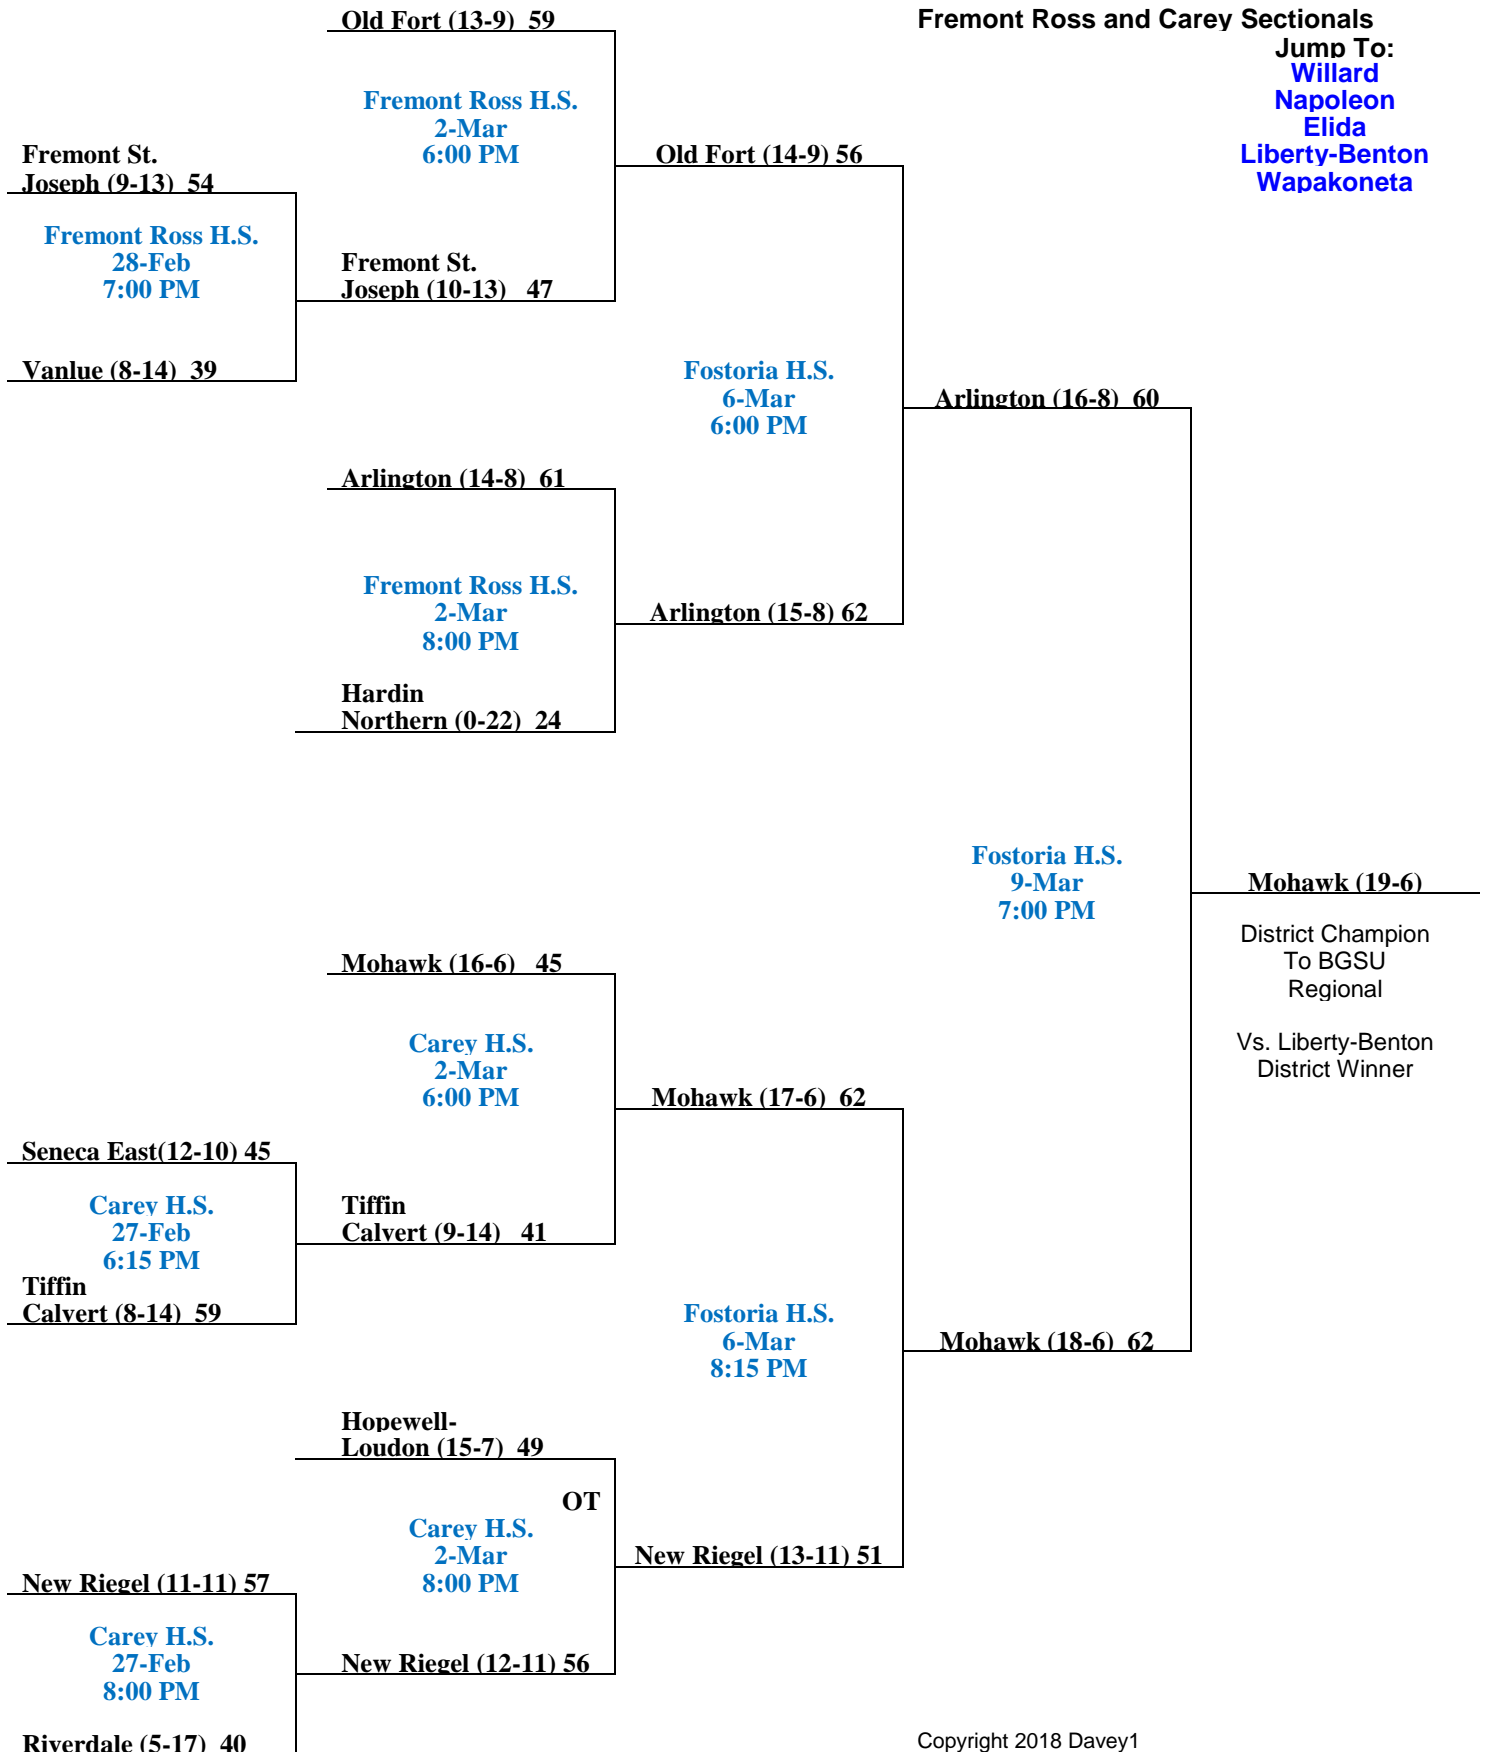 Old Fort (13-9)  59
Fremont Ross and Carey Sectionals
Jump To:
Willard
Napoleon
Elida
Liberty-Benton
Wapakoneta
Fremont Ross H.S.
2-Mar
6:00 PM
Fremont St.
Joseph (9-13)  54
Old Fort (14-9) 56
Fremont Ross H.S.
28-Feb
7:00 PM
Fremont St.
Joseph (10-13)   47
Vanlue (8-14)  39
Fostoria H.S.
6-Mar
6:00 PM
Arlington (16-8)  60
Arlington (14-8)  61
Fremont Ross H.S.
2-Mar
8:00 PM
Arlington (15-8) 62
Hardin
Northern (0-22)  24
Fostoria H.S.
9-Mar
7:00 PM
Mohawk (19-6)
District Champion
To BGSU
Regional
Vs. Liberty-Benton
District Winner
Mohawk (16-6)   45
Carey H.S.
2-Mar
6:00 PM
Mohawk (17-6)  62
Seneca East(12-10) 45
Carey H.S.
27-Feb
6:15 PM
Tiffin
Calvert (9-14)   41
Tiffin
Calvert (8-14)  59
Fostoria H.S.
6-Mar
8:15 PM
Mohawk (18-6)  62
Hopewell-
Loudon (15-7)  49
OT
Carey H.S.
2-Mar
8:00 PM
New Riegel (13-11) 51
New Riegel (11-11) 57
Carey H.S.
27-Feb
8:00 PM
New Riegel (12-11) 56
Riverdale (5-17)  40
Copyright 2018 Davey1